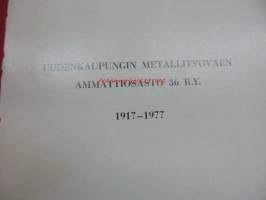 UUDENKAUPUNGIN METALLITYÖVÄEN
AMMATTIOSASTO 36 R.Y.
1917–1977